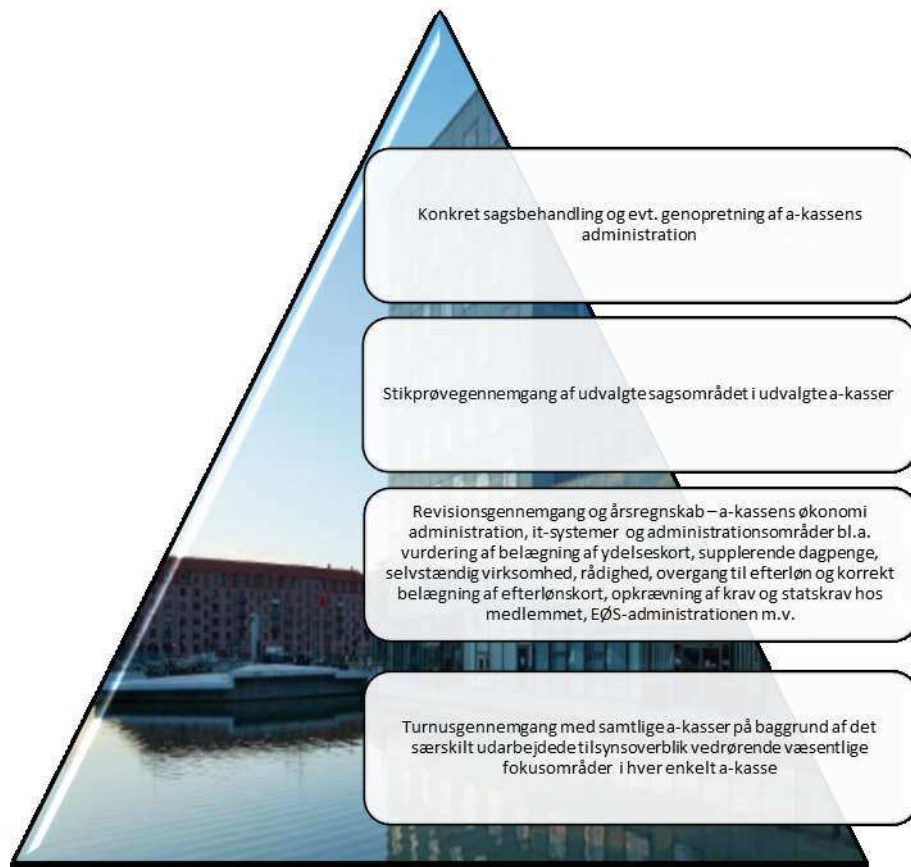 Konkret sagsbehandling og evt. genopretning af a-kassens
administration
Stikprøvegennemgang af udvalgte sagsområdet i udvalgte a-kasser
Revisionsgennemgang og årsregnskab – a-kassens økonomi
administration, it-systemer og administrationsområder bl.a.
vurdering af belægning af ydelseskort, supplerende dagpenge,
selvstændig virksomhed, rådighed, overgang til efterløn og korrekt
belægning af efterlønskort, opkrævning af krav og statskrav hos
medlemmet, EØS-administrationen m.v.
Turnusgennemgang med samtlige a-kasser på baggrund af det
særskilt udarbejdede tilsynsoverblik vedrørende væsentlige
fokusområder i hver enkelt a-kasse